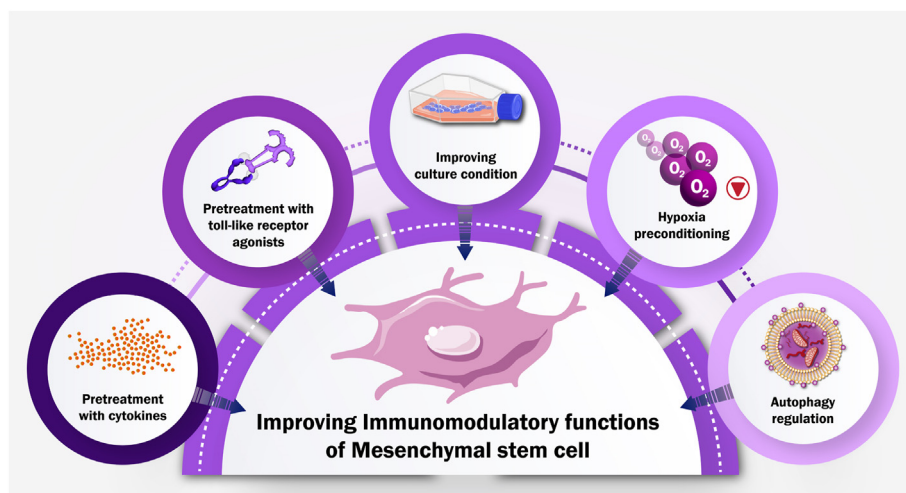 Improving
culture condition
Pretreatment with
toll-like receptor
agonists
O2
O2
O2
O2
O2
O2
Hypoxia
preconditioning
Pretreatment
with cytokines
Autophagy
regulation
Improving Immunomodulatory functions
of Mesenchymal stem cell